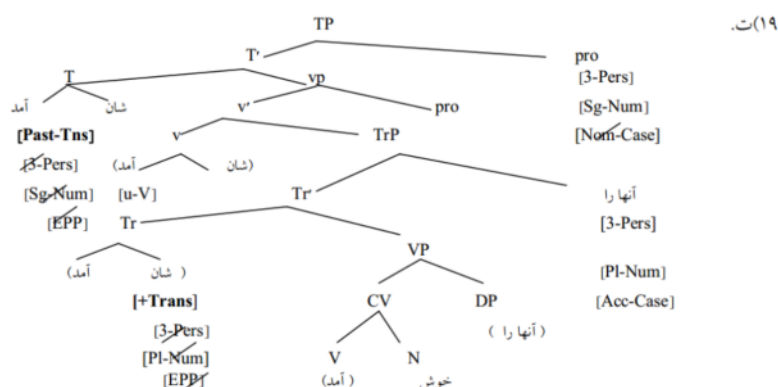 ۱۹)ت.
TP
T′ pro
T vp [3-Pers]
آمد شان v′ pro [Sg-Num]
[Past-Tns] v TrP [Nom-Case]
[3-Pers] (آمد شان)
[Sg-Num] [u-V] Tr′ آنها را
[EPP] Tr [3-Pers]
VP
(آمد شان ) [Pl-Num]
[+Trans] CV DP [Acc-Case]
[3-Pers] ( آنها را )
[Pl-Num] V N
[EPP] (آمد) خوش